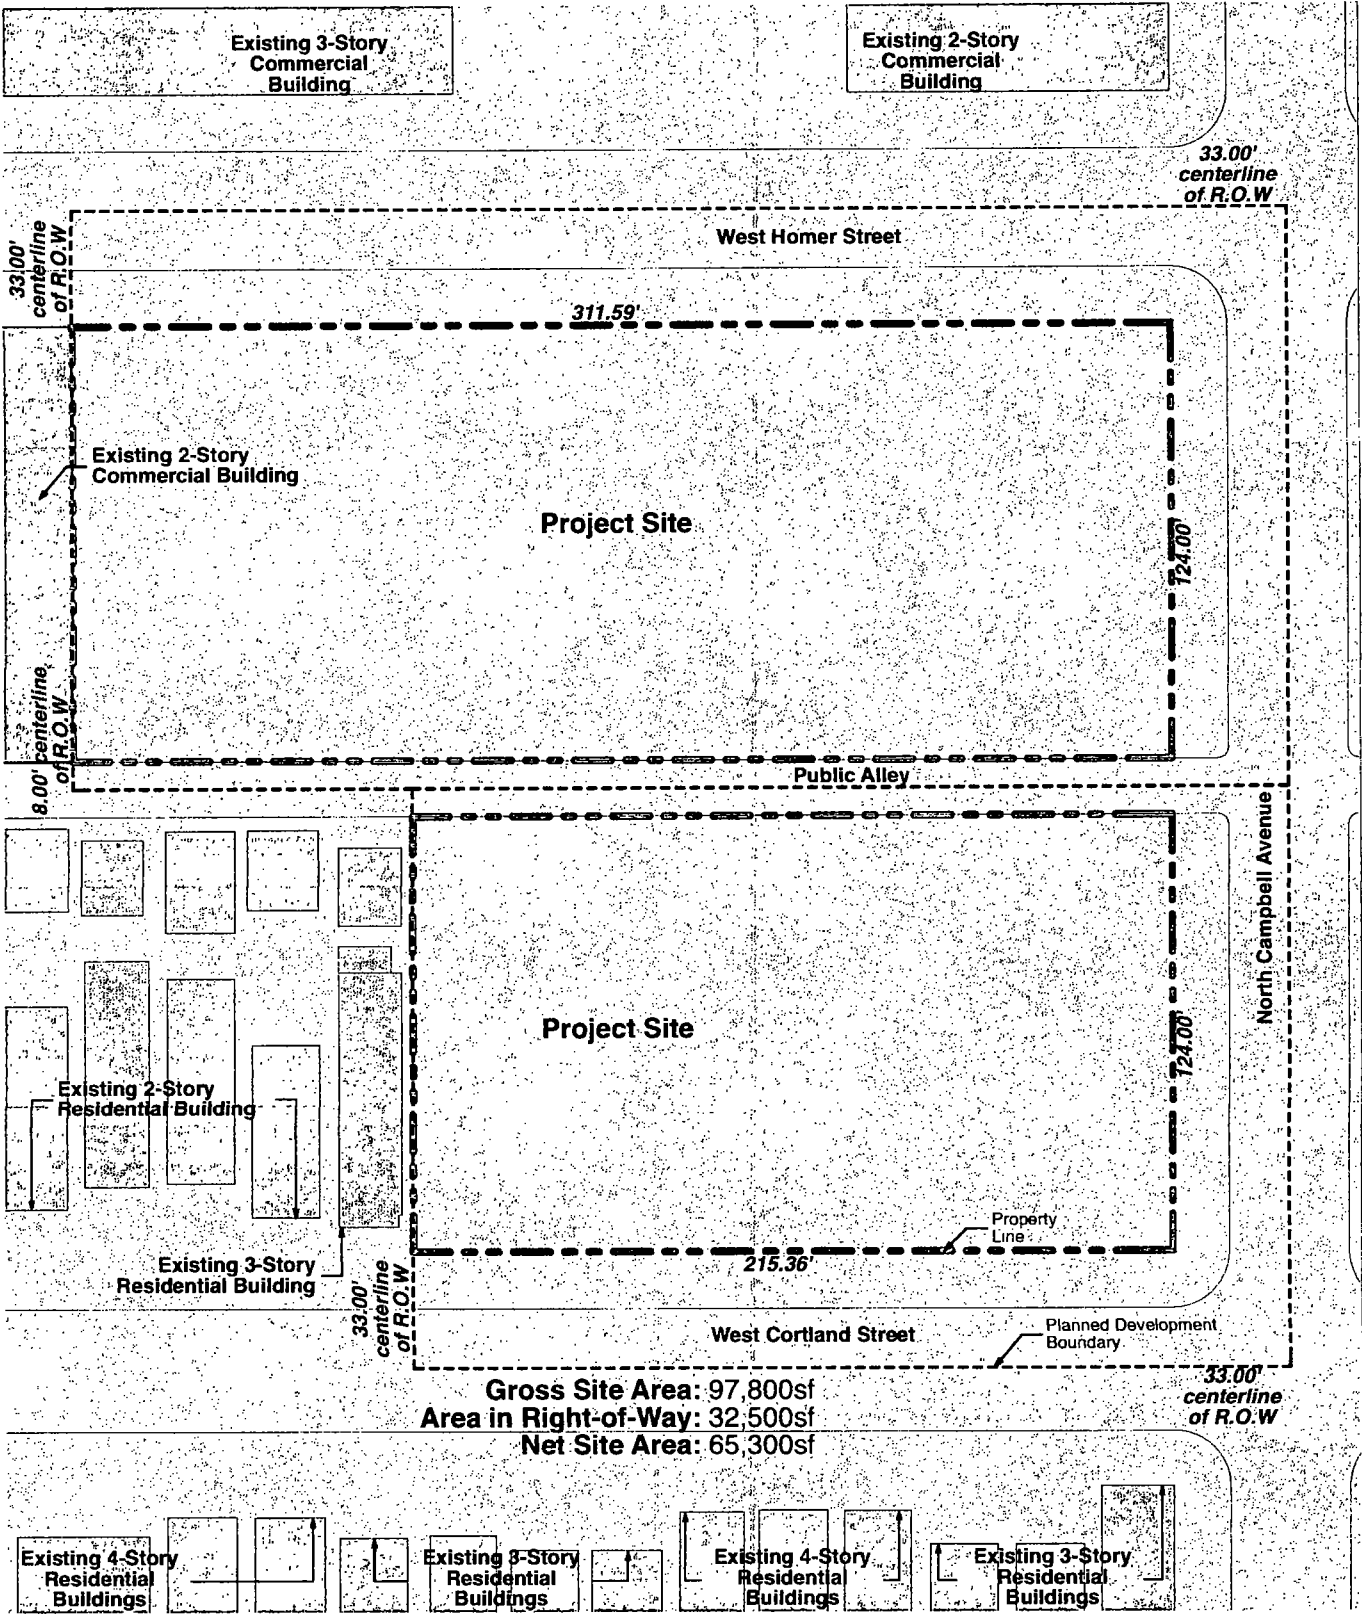 Existing 3-Story
Commercial
Building
Existing 2-Story
Commercial
Building
33.00'
centerline
of R.O.W
33.00'
centerline
of R.O.W
West Homer Street
311.59'
Existing 2-Story
Commercial Building
Project Site
124.00'
8.00' centerline
of R.O.W
Public Alley
North Campbell Avenue
Project Site
124.00'
Existing 2-Story
Residential Building
Property
Line
Existing 3-Story
Residential Building
215.36'
33.00'
centerline
of R.O.W
West Cortland Street
Planned Development
Boundary
33.00'
centerline
of R.O.W
Gross Site Area: 97,800sf
Area in Right-of-Way: 32,500sf
Net Site Area: 65,300sf
Existing 4-Story
Residential
Buildings
Existing 3-Story
Residential
Buildings
Existing 4-Story
Residential
Buildings
Existing 3-Story
Residential
Buildings